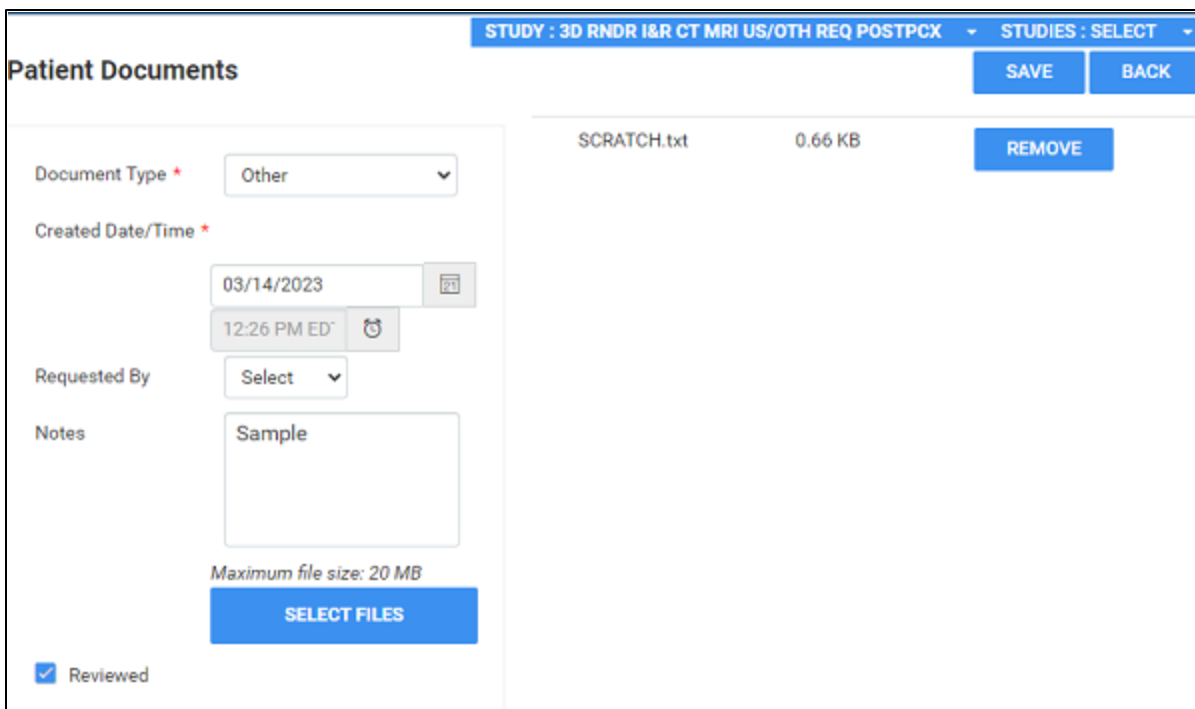 STUDY : 3D RNDR I&R CT MRI US/OTH REQ POSTPCX STUDIES : SELECT
Patient Documents SAVE BACK
SCRATCH.txt 0.66 KB REMOVE
Document Type * Other
Created Date/Time *
03/14/2023 21
12:26 PM ED
Requested By Select
Notes Sample
Maximum file size: 20 MB
SELECT FILES
Reviewed